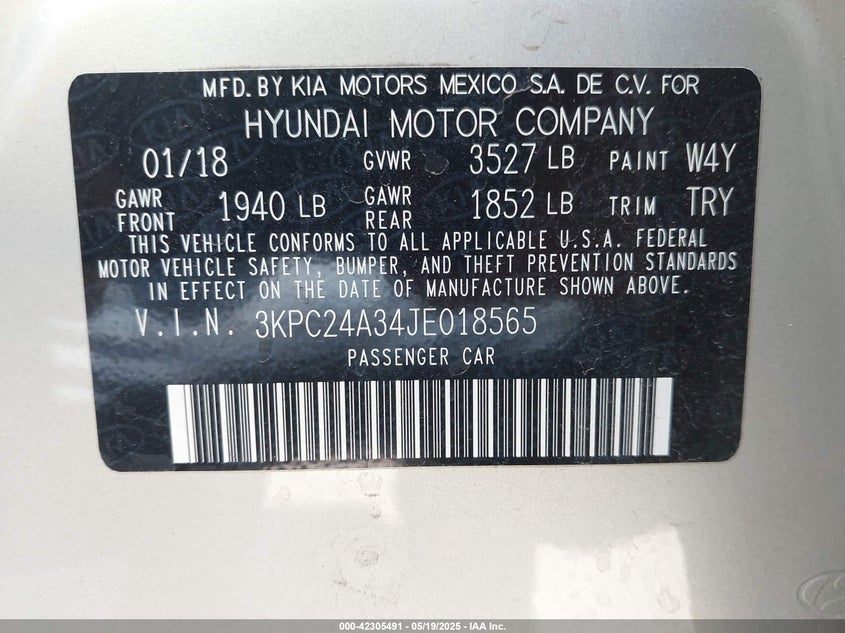 MFD. BY KIA MOTORS MEXICO S.A. DE C.V. FOR
HYUNDAI MOTOR COMPANY
01/18 GVWR 3527 LB PAINT W4Y
GAWR FRONT 1940 LB GAWR REAR 1852 LB TRIM TRY
THIS VEHICLE CONFORMS TO ALL APPLICABLE U.S.A. FEDERAL
MOTOR VEHICLE SAFETY, BUMPER, AND THEFT PREVENTION STANDARDS
IN EFFECT ON THE DATE OF MANUFACTURE SHOWN ABOVE.
V.I.N. 3KPC24A34JE018565
PASSENGER CAR
000-42305491 - 05/19/2025 - IAA Inc.